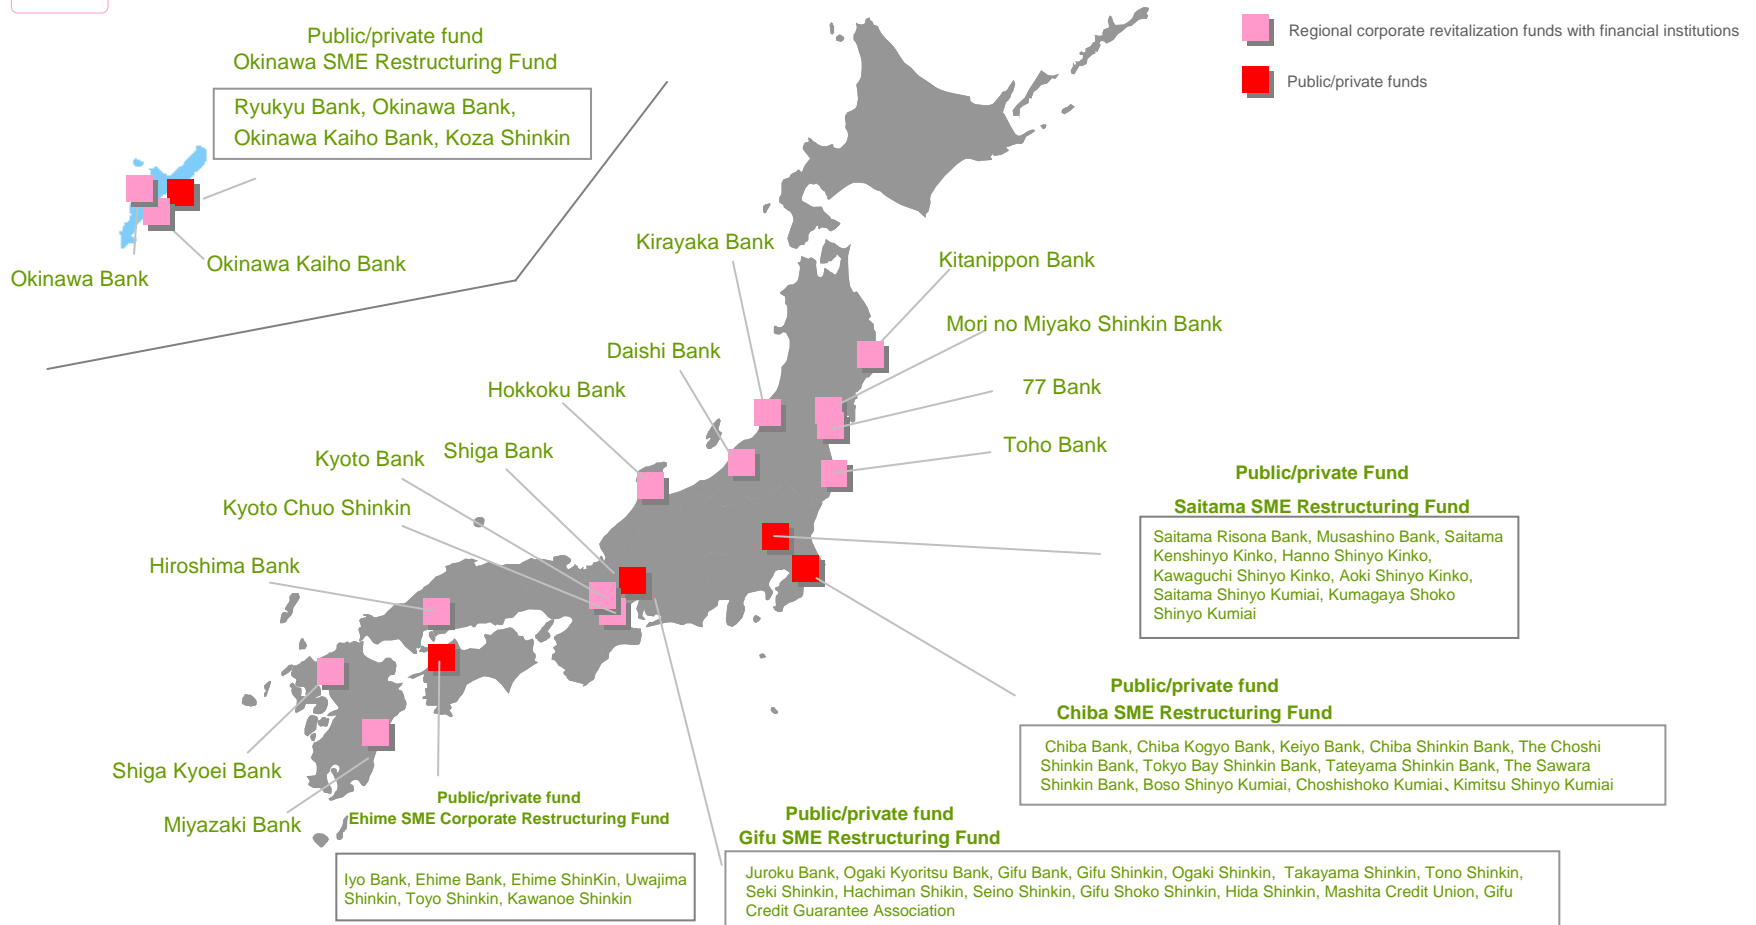 Public/private fund
Okinawa SME Restructuring Fund
Ryukyu Bank, Okinawa Bank,
Okinawa Kaiho Bank, Koza Shinkin
Okinawa Bank
Okinawa Kaiho Bank
Regional corporate revitalization funds with financial institutions
Public/private funds
Kirayaka Bank
Kitanippon Bank
Mori no Miyako Shinkin Bank
Daishi Bank
77 Bank
Hokkoku Bank
Toho Bank
Shiga Bank
Kyoto Bank
Kyoto Chuo Shinkin
Hiroshima Bank
Public/private Fund
Saitama SME Restructuring Fund
Saitama Risona Bank, Musashino Bank, Saitama
Kenshinyo Kinko, Hanno Shinyo Kinko,
Kawaguchi Shinyo Kinko, Aoki Shinyo Kinko,
Saitama Shinyo Kumiai, Kumagaya Shoko
Shinyo Kumiai
Public/private fund
Chiba SME Restructuring Fund
Chiba Bank, Chiba Kogyo Bank, Keiyo Bank, Chiba Shinkin Bank, The Choshi
Shinkin Bank, Tokyo Bay Shinkin Bank, Tateyama Shinkin Bank, The Sawara
Shinkin Bank, Boso Shinyo Kumiai, Choshishoko Kumiai、Kimitsu Shinyo Kumiai
Shiga Kyoei Bank
Miyazaki Bank
Public/private fund
Ehime SME Corporate Restructuring Fund
Iyo Bank, Ehime Bank, Ehime ShinKin, Uwajima
Shinkin, Toyo Shinkin, Kawanoe Shinkin
Public/private fund
Gifu SME Restructuring Fund
Juroku Bank, Ogaki Kyoritsu Bank, Gifu Bank, Gifu Shinkin, Ogaki Shinkin, Takayama Shinkin, Tono Shinkin,
Seki Shinkin, Hachiman Shikin, Seino Shinkin, Gifu Shoko Shinkin, Hida Shinkin, Mashita Credit Union, Gifu
Credit Guarantee Association